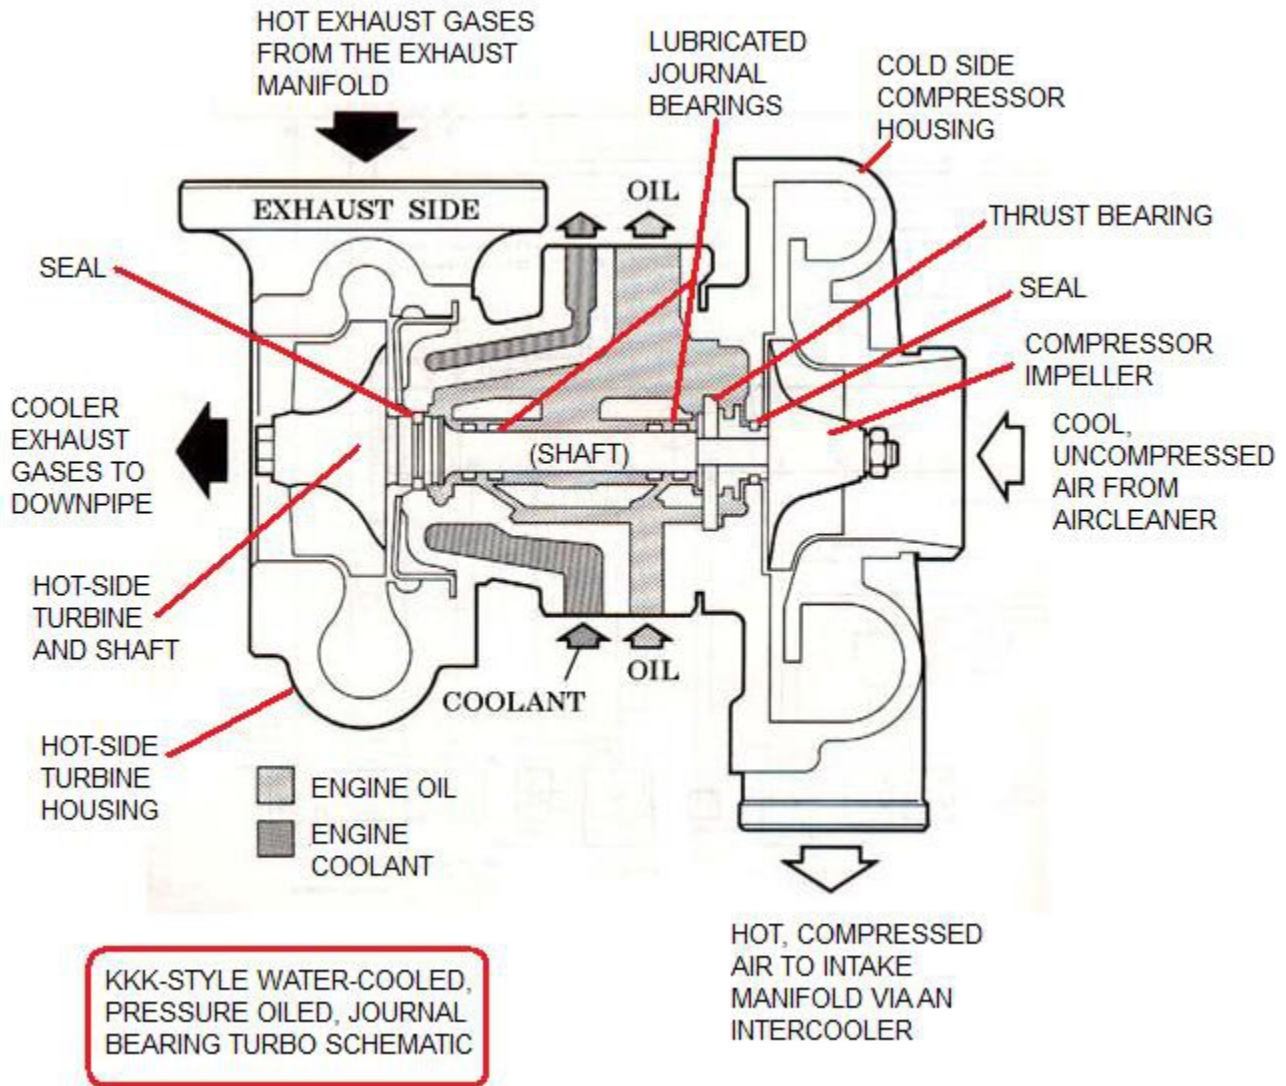 HOT EXHAUST GASES
FROM THE EXHAUST
MANIFOLD
LUBRICATED
JOURNAL
BEARINGS
COLD SIDE
COMPRESSOR
HOUSING
EXHAUST SIDE
OIL
THRUST BEARING
SEAL
SEAL
COMPRESSOR
IMPELLER
COOLER
EXHAUST
GASES TO
DOWNPIPE
(SHAFT)
COOL,
UNCOMPRESSED
AIR FROM
AIRCLEANER
HOT-SIDE
TURBINE
AND SHAFT
COOLANT
OIL
HOT-SIDE
TURBINE
HOUSING
ENGINE OIL
ENGINE
COOLANT
HOT, COMPRESSED
AIR TO INTAKE
MANIFOLD VIA AN
INTERCOOLER
KKK-STYLE WATER-COOLED,
PRESSURE OILED, JOURNAL
BEARING TURBO SCHEMATIC